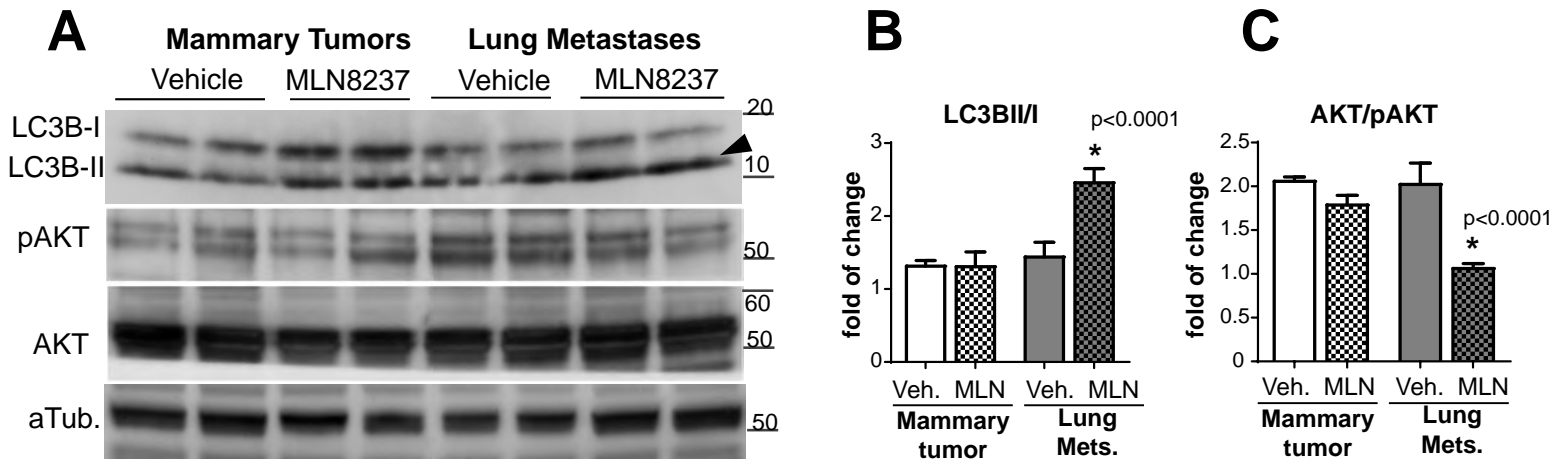 A
Mammary Tumors Lung Metastases
Vehicle MLN8237 Vehicle MLN8237
LC3B-I
LC3B-II
20
10
pAKT
50
60
AKT
50
aTub.
50
B
LC3BII/I
p<0.0001
*
fold of change
3
2
1
0
Veh. MLN Veh. MLN
Mammary tumor
Lung Mets.
C
AKT/pAKT
p<0.0001
*
fold of change
2.5
2.0
1.5
1.0
0.5
0
Veh. MLN Veh. MLN
Mammary tumor
Lung Mets.